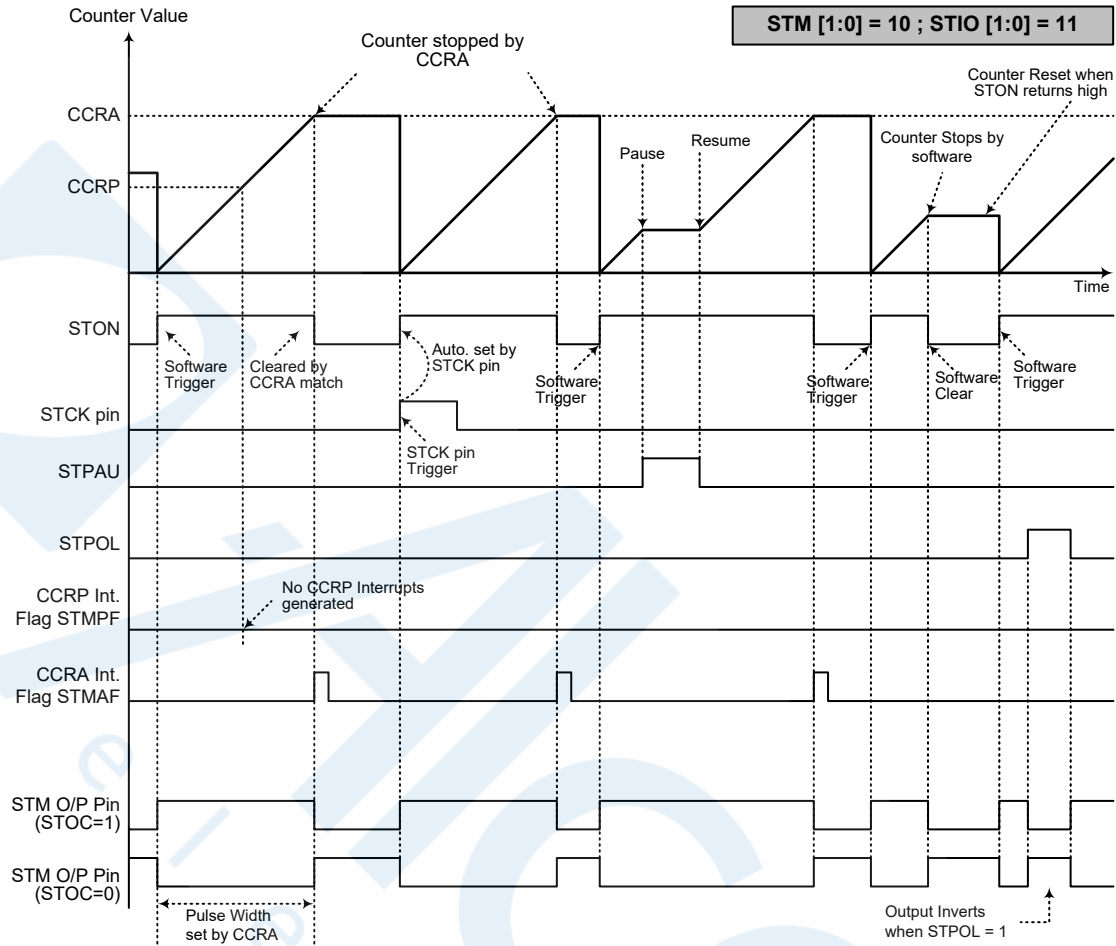 Counter Value
STM [1:0] = 10 ; STIO [1:0] = 11
Counter stopped by
CCRA
Counter Reset when
STON returns high
CCRA
Pause
Resume
Counter Stops by
software
CCRP
Time
STON
Software
Trigger
Cleared by
CCRA match
Auto. set by
STCK pin
Software
Trigger
Software
Trigger
Software
Clear
Software
Trigger
STCK pin
STCK pin
Trigger
STPAU
STPOL
CCRP Int.
Flag STMPF
No CCRP Interrupts
generated
CCRA Int.
Flag STMAF
STM O/P Pin
(STOC=1)
STM O/P Pin
(STOC=0)
Pulse Width
set by CCRA
Output Inverts
when STPOL = 1